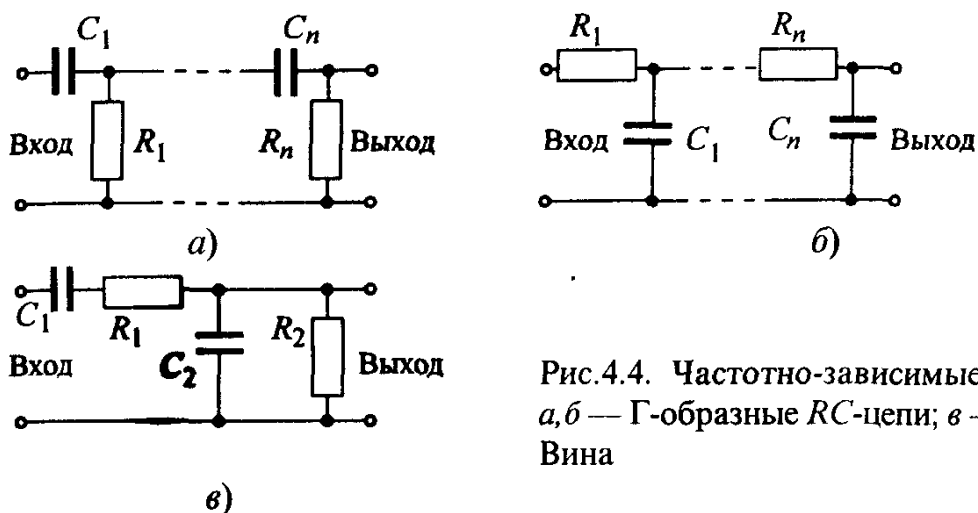 C₁
Cₙ
Вход
R₁
Rₙ
Выход
а)
R₁
Rₙ
Вход
C₁
Cₙ
Выход
б)
C₁
R₁
C₂
R₂
Вход
Выход
в)
Рис.4.4. Частотно-зависимые
а,б — Г-образные RC-цепи; в –
Вина